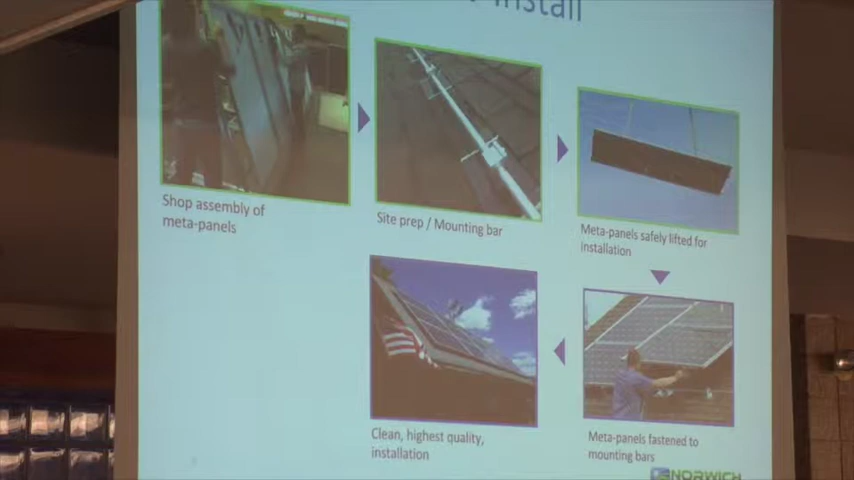 install
Shop assembly of
meta-panels
Site prep / Mounting bar
Meta-panels safely lifted for
installation
Clean, highest quality,
installation
Meta-panels fastened to
mounting bars
NORWICH